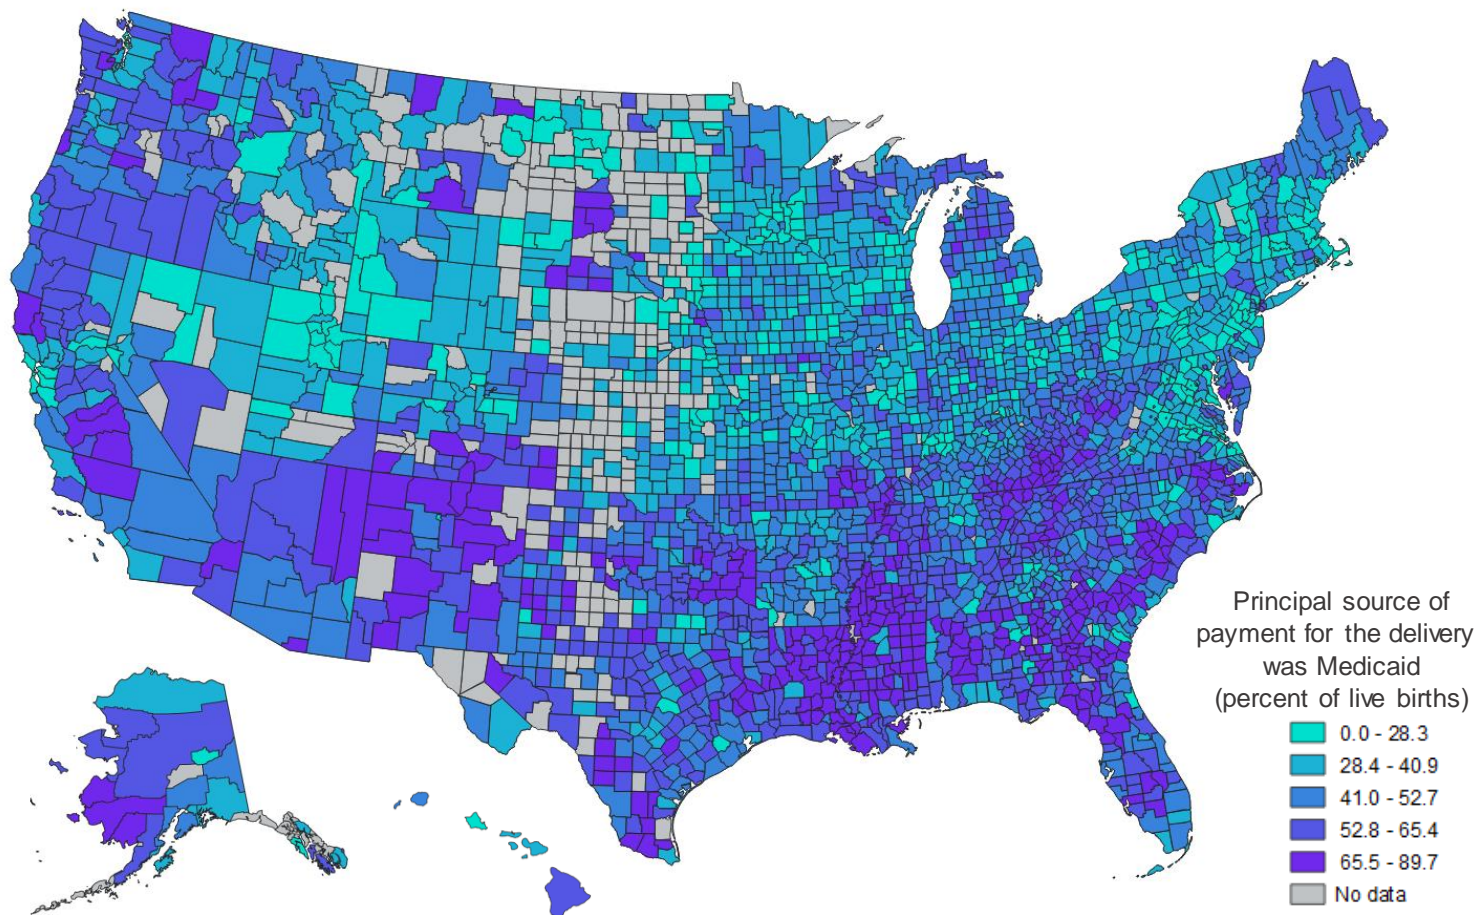 Principal source of
payment for the delivery
was Medicaid
(percent of live births)
0.0 - 28.3
28.4 - 40.9
41.0 - 52.7
52.8 - 65.4
65.5 - 89.7
No data